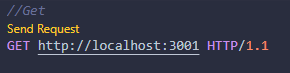 //Get
Send Request
GET http://localhost:3001 HTTP/1.1